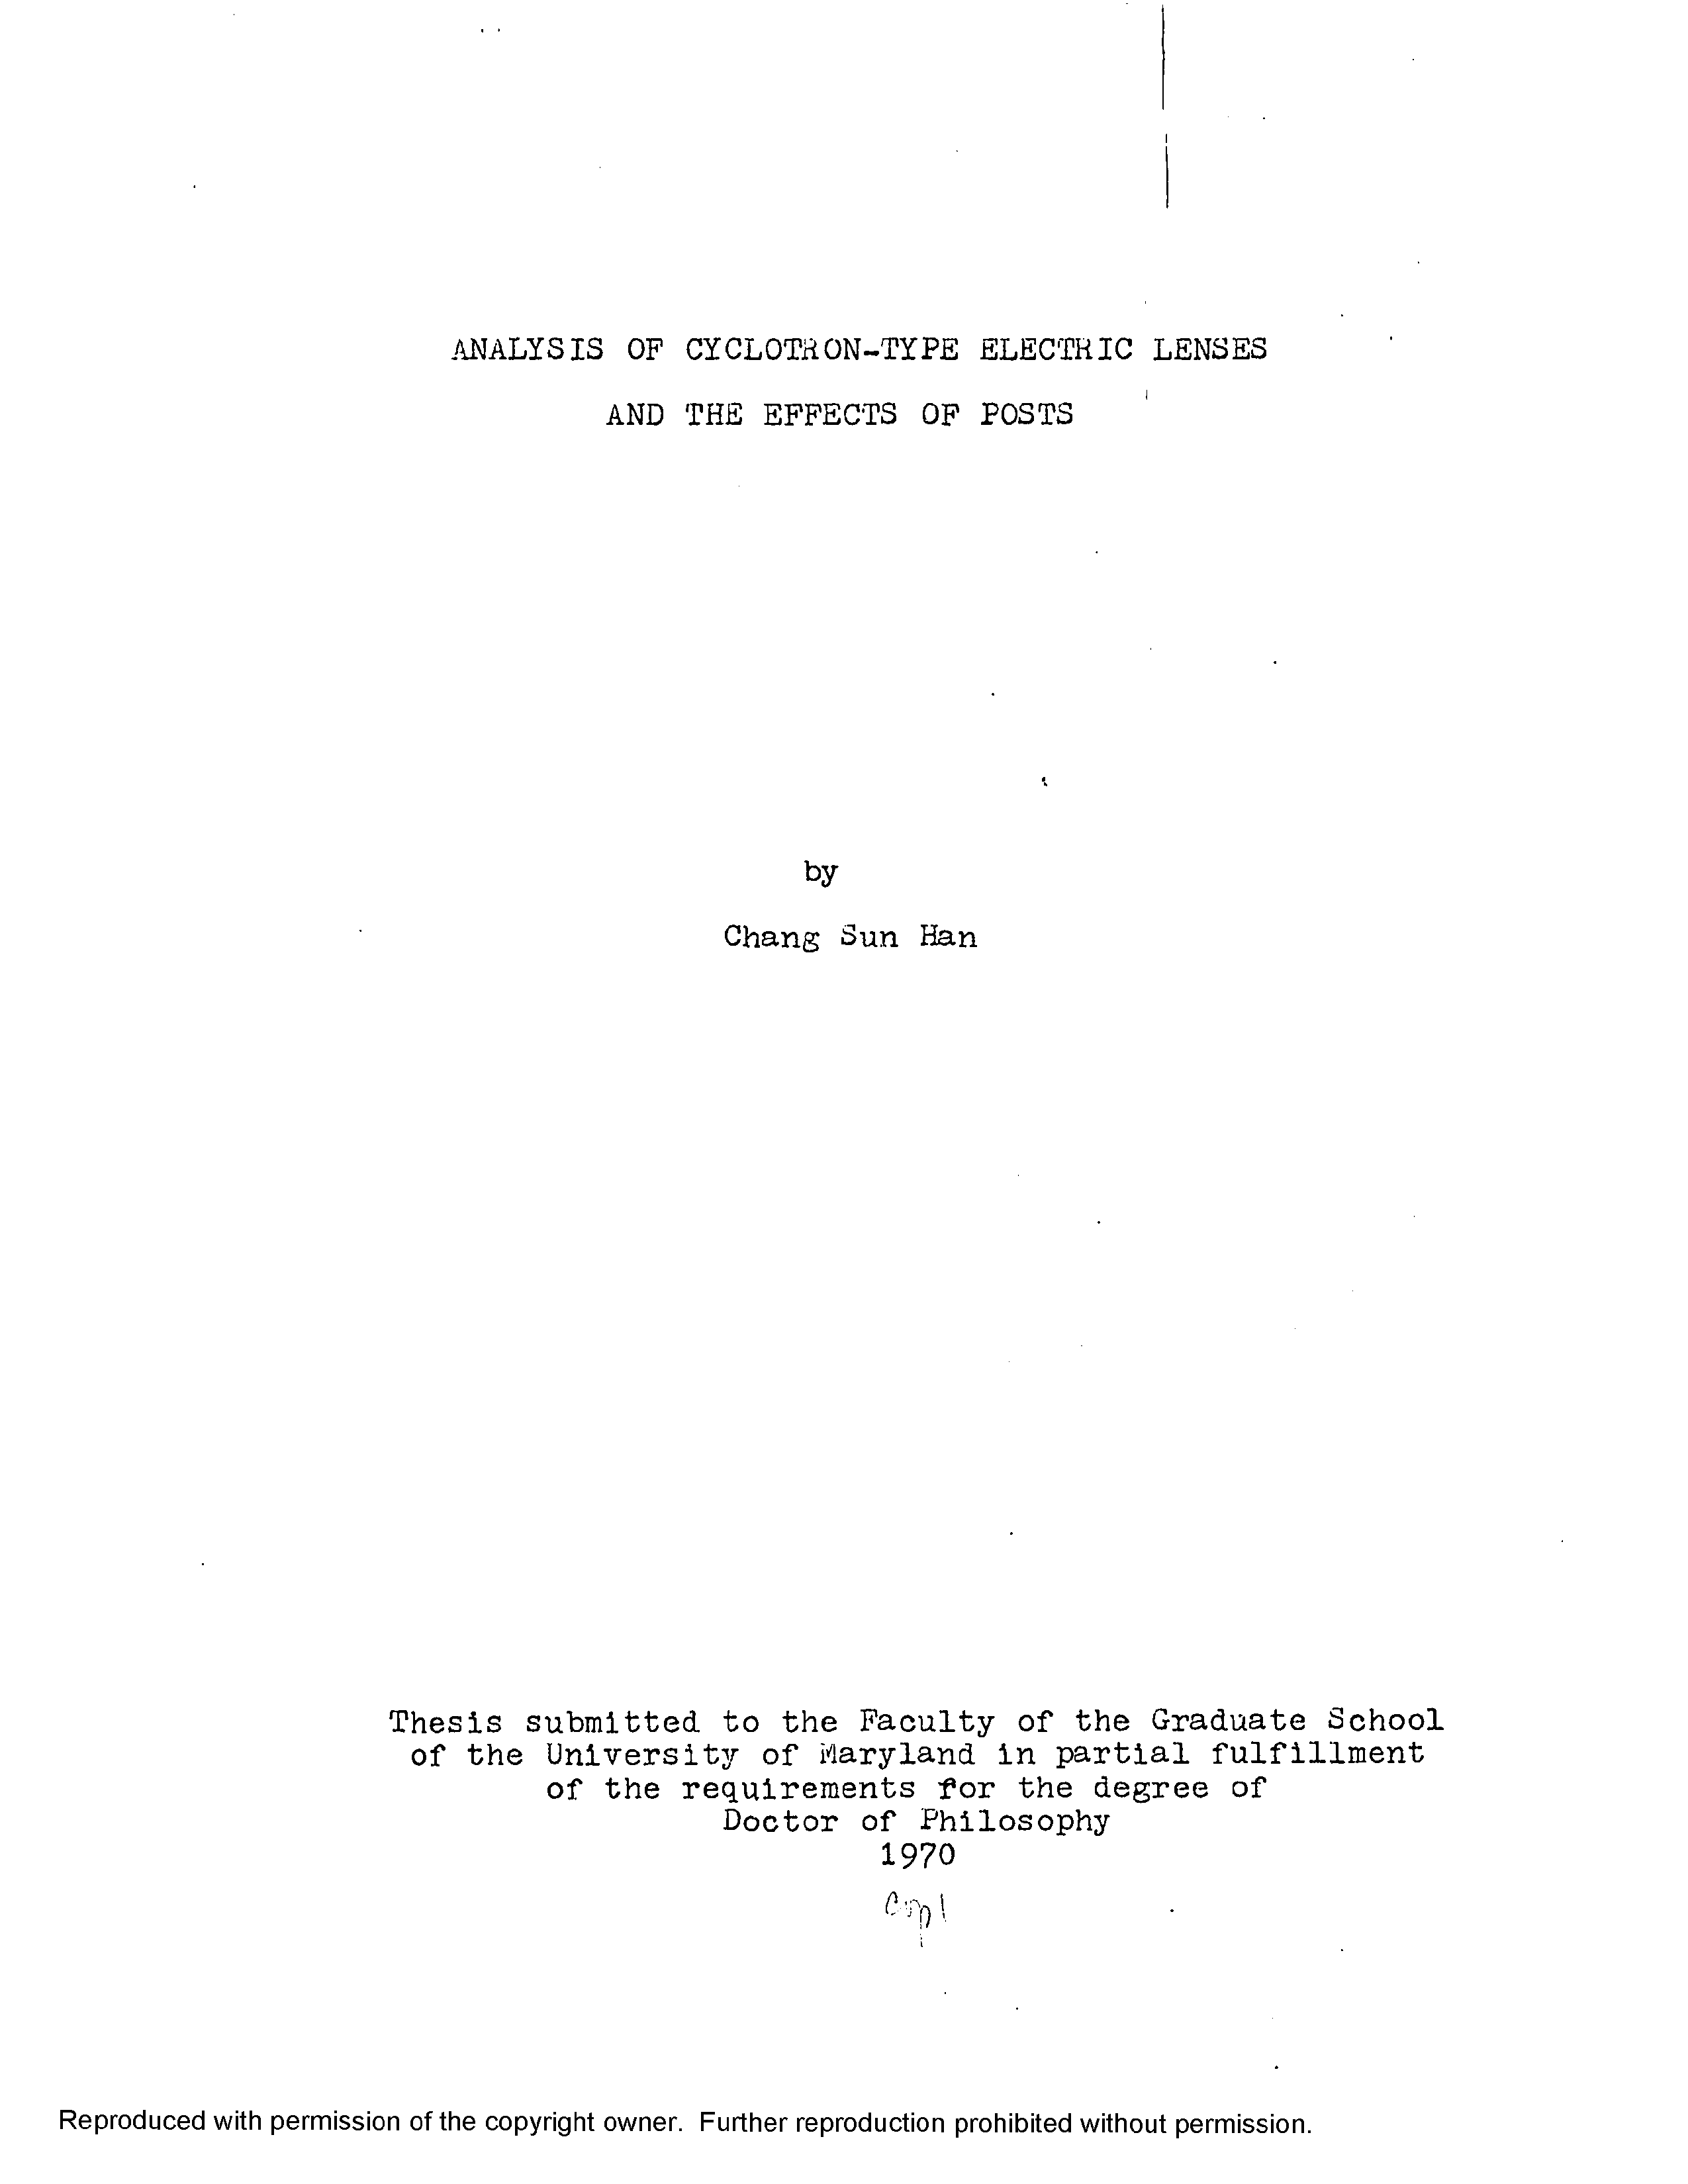 ANALYSIS OF CYCLOTRON-TYPE ELECTRIC LENSES
AND THE EFFECTS OF POSTS
by
Chang Sun Han
Thesis submitted to the Faculty of the Graduate School
of the University of Maryland in partial fulfillment
of the requirements for the degree of
Doctor of Philosophy
1970
Reproduced with permission of the copyright owner. Further reproduction prohibited without permission.